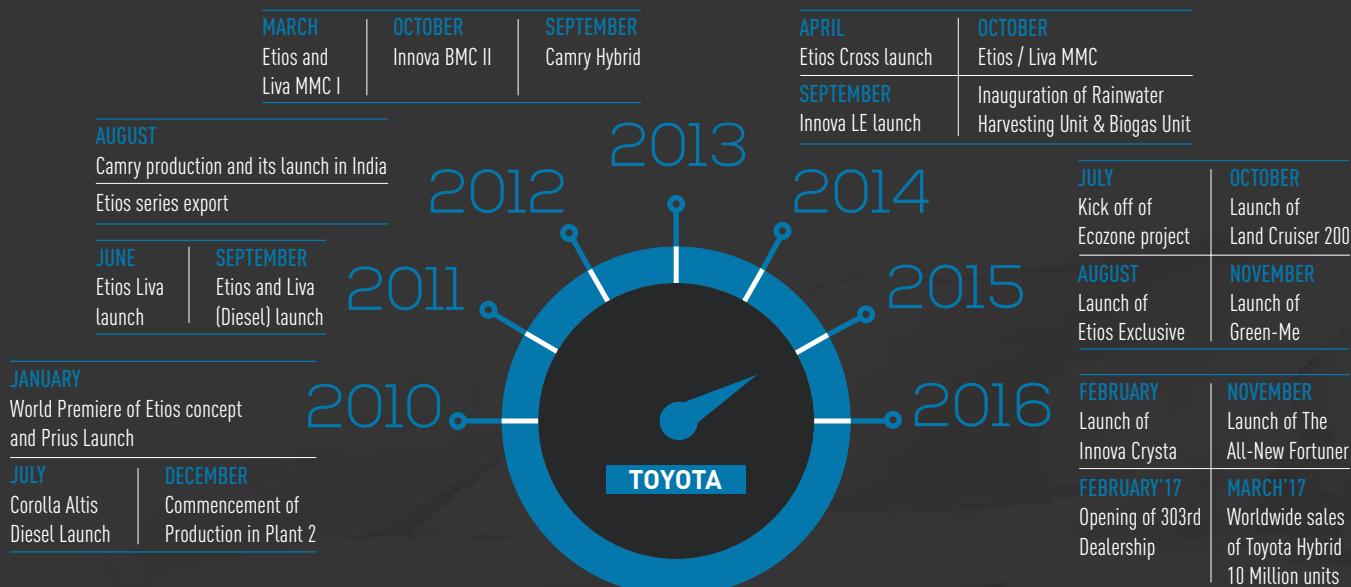 MARCH
Etios and
Liva MMC I
OCTOBER
Innova BMC II
SEPTEMBER
Camry Hybrid
APRIL
Etios Cross launch
OCTOBER
Etios / Liva MMC
SEPTEMBER
Innova LE launch
Inauguration of Rainwater
Harvesting Unit & Biogas Unit
AUGUST
Camry production and its launch in India
Etios series export
2012
2013
2014
JULY
Kick off of
Ecozone project
OCTOBER
Launch of
Land Cruiser 200
AUGUST
Launch of
Etios Exclusive
NOVEMBER
Launch of
Green-Me
JUNE
Etios Liva
launch
SEPTEMBER
Etios and Liva
(Diesel) launch
2011
2015
JANUARY
World Premiere of Etios concept
and Prius Launch
JULY
Corolla Altis
Diesel Launch
DECEMBER
Commencement of
Production in Plant 2
2010
2016
FEBRUARY
Launch of
Innova Crysta
NOVEMBER
Launch of The
All-New Fortuner
FEBRUARY'17
Opening of 303rd
Dealership
MARCH'17
Worldwide sales
of Toyota Hybrid
10 Million units
TOYOTA